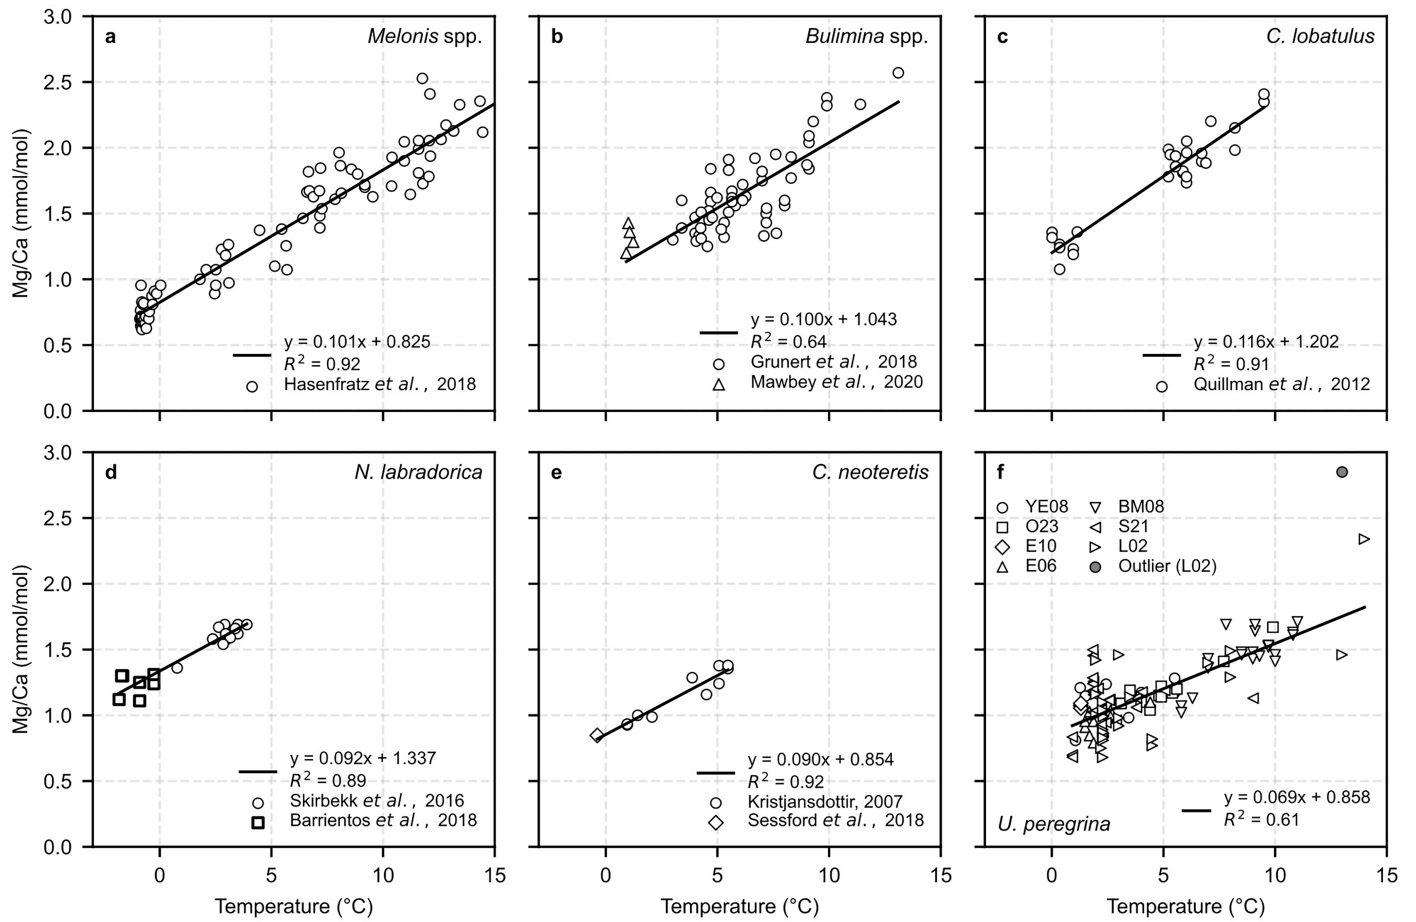 a
Melonis spp.
b
Bulimina spp.
c
C. lobatulus
3.0
2.5
2.0
1.5
1.0
0.5
0.0
Mg/Ca (mmol/mol)
y = 0.101x + 0.825
R² = 0.92
Hasenfratz et al., 2018
y = 0.100x + 1.043
R² = 0.64
Grunert et al., 2018
Mawbey et al., 2020
y = 0.116x + 1.202
R² = 0.91
Quillman et al., 2012
d
N. labradorica
e
C. neoteretis
f
3.0
2.5
2.0
1.5
1.0
0.5
0.0
Mg/Ca (mmol/mol)
y = 0.092x + 1.337
R² = 0.89
Skirbekk et al., 2016
Barrientos et al., 2018
y = 0.090x + 0.854
R² = 0.92
Kristjansdottir, 2007
Sessford et al., 2018
YE08
O23
E10
E06
BM08
S21
L02
Outlier (L02)
y = 0.069x + 0.858
R² = 0.61
U. peregrina
0 5 10 15
0 5 10 15
0 5 10 15
Temperature (°C)
Temperature (°C)
Temperature (°C)